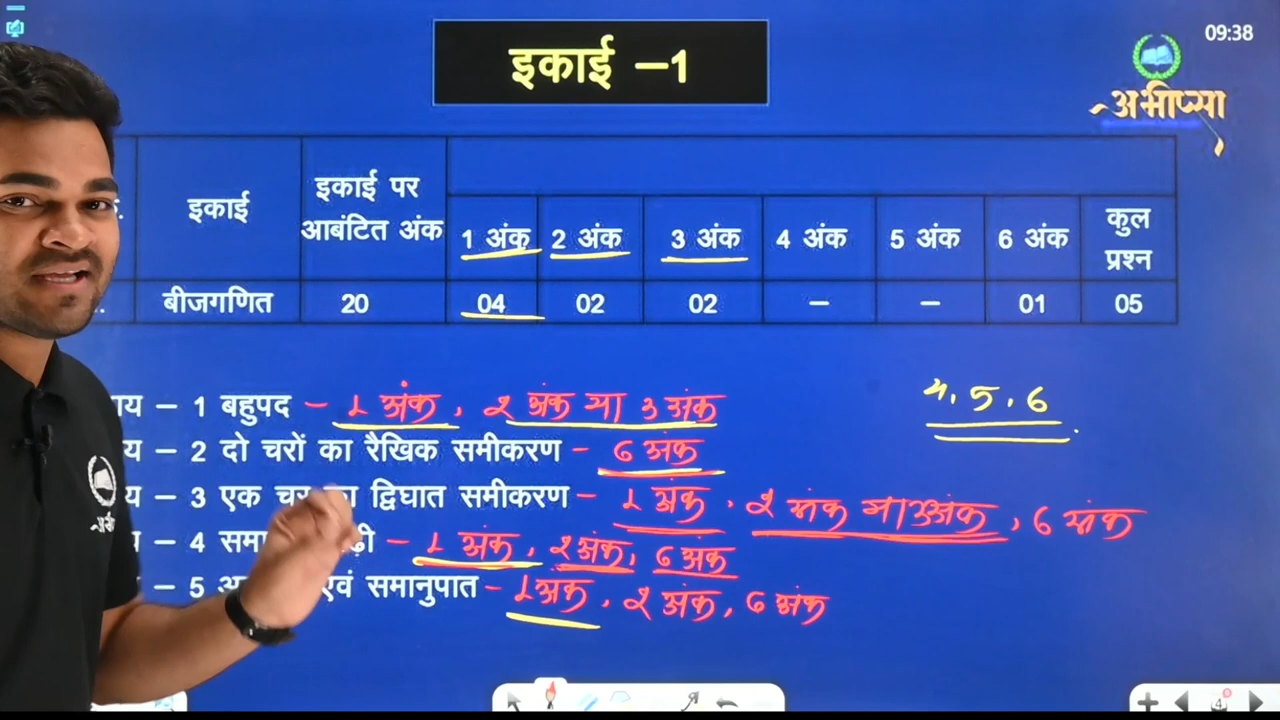 09:38
इकाई –1
अभीप्सा
इकाई
इकाई पर आबंटित अंक
1 अंक 2 अंक 3 अंक 4 अंक 5 अंक 6 अंक
कुल प्रश्न
बीजगणित 20 04 02 02 – – 01 05
4, 5, 6
– 1 बहुपद – 1 अंक, 2 अंक या 3 अंक
– 2 दो चरों का रैखिक समीकरण – 6 अंक
– 3 एक चर का द्विघात समीकरण – 1 अंक, 2 अंक या 3 अंक, 6 अंक
– 4 – 1 अंक, 2 अंक, 6 अंक
– 5 एवं समानुपात – 1 अंक, 2 अंक, 6 अंक
4